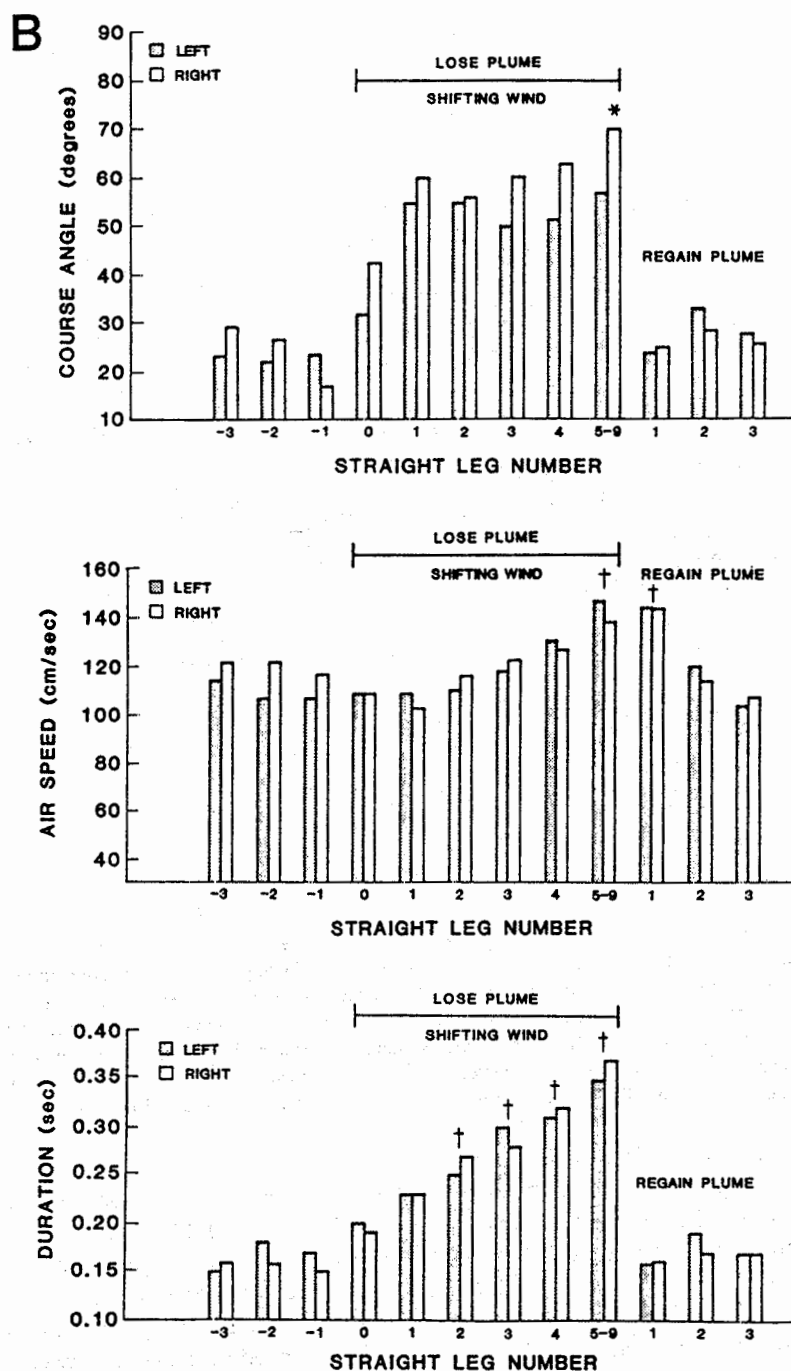 B
COURSE ANGLE (degrees)
90
80
70
60
50
40
30
20
10
LEFT
RIGHT
LOSE PLUME
SHIFTING WIND
*
REGAIN PLUME
-3 -2 -1 0 1 2 3 4 5-9 1 2 3
STRAIGHT LEG NUMBER
AIR SPEED (cm/sec)
160
140
120
100
80
60
40
LEFT
RIGHT
LOSE PLUME
SHIFTING WIND
REGAIN PLUME
† †
-3 -2 -1 0 1 2 3 4 5-9 1 2 3
STRAIGHT LEG NUMBER
DURATION (sec)
0.40
0.35
0.30
0.25
0.20
0.15
0.10
LEFT
RIGHT
LOSE PLUME
SHIFTING WIND
† † † †
REGAIN PLUME
-3 -2 -1 0 1 2 3 4 5-9 1 2 3
STRAIGHT LEG NUMBER